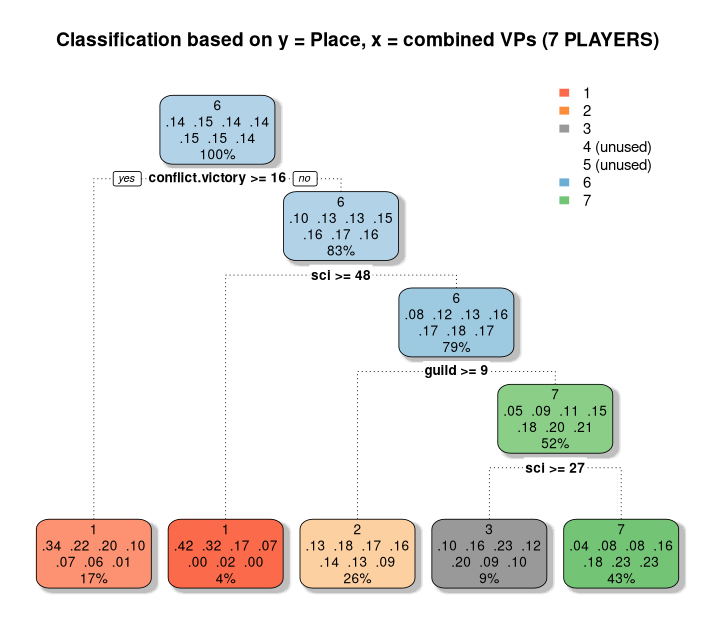 Classification based on y = Place, x = combined VPs (7 PLAYERS)
1
2
3
4 (unused)
5 (unused)
6
7
6
.14 .15 .14 .14
.15 .15 .14
100%
yes conflict.victory >= 16 no
6
.10 .13 .13 .15
.16 .17 .16
83%
sci >= 48
6
.08 .12 .13 .16
.17 .18 .17
79%
guild >= 9
7
.05 .09 .11 .15
.18 .20 .21
52%
sci >= 27
1
.34 .22 .20 .10
.07 .06 .01
17%
1
.42 .32 .17 .07
.00 .02 .00
4%
2
.13 .18 .17 .16
.14 .13 .09
26%
3
.10 .16 .23 .12
.20 .09 .10
9%
7
.04 .08 .08 .16
.18 .23 .23
43%